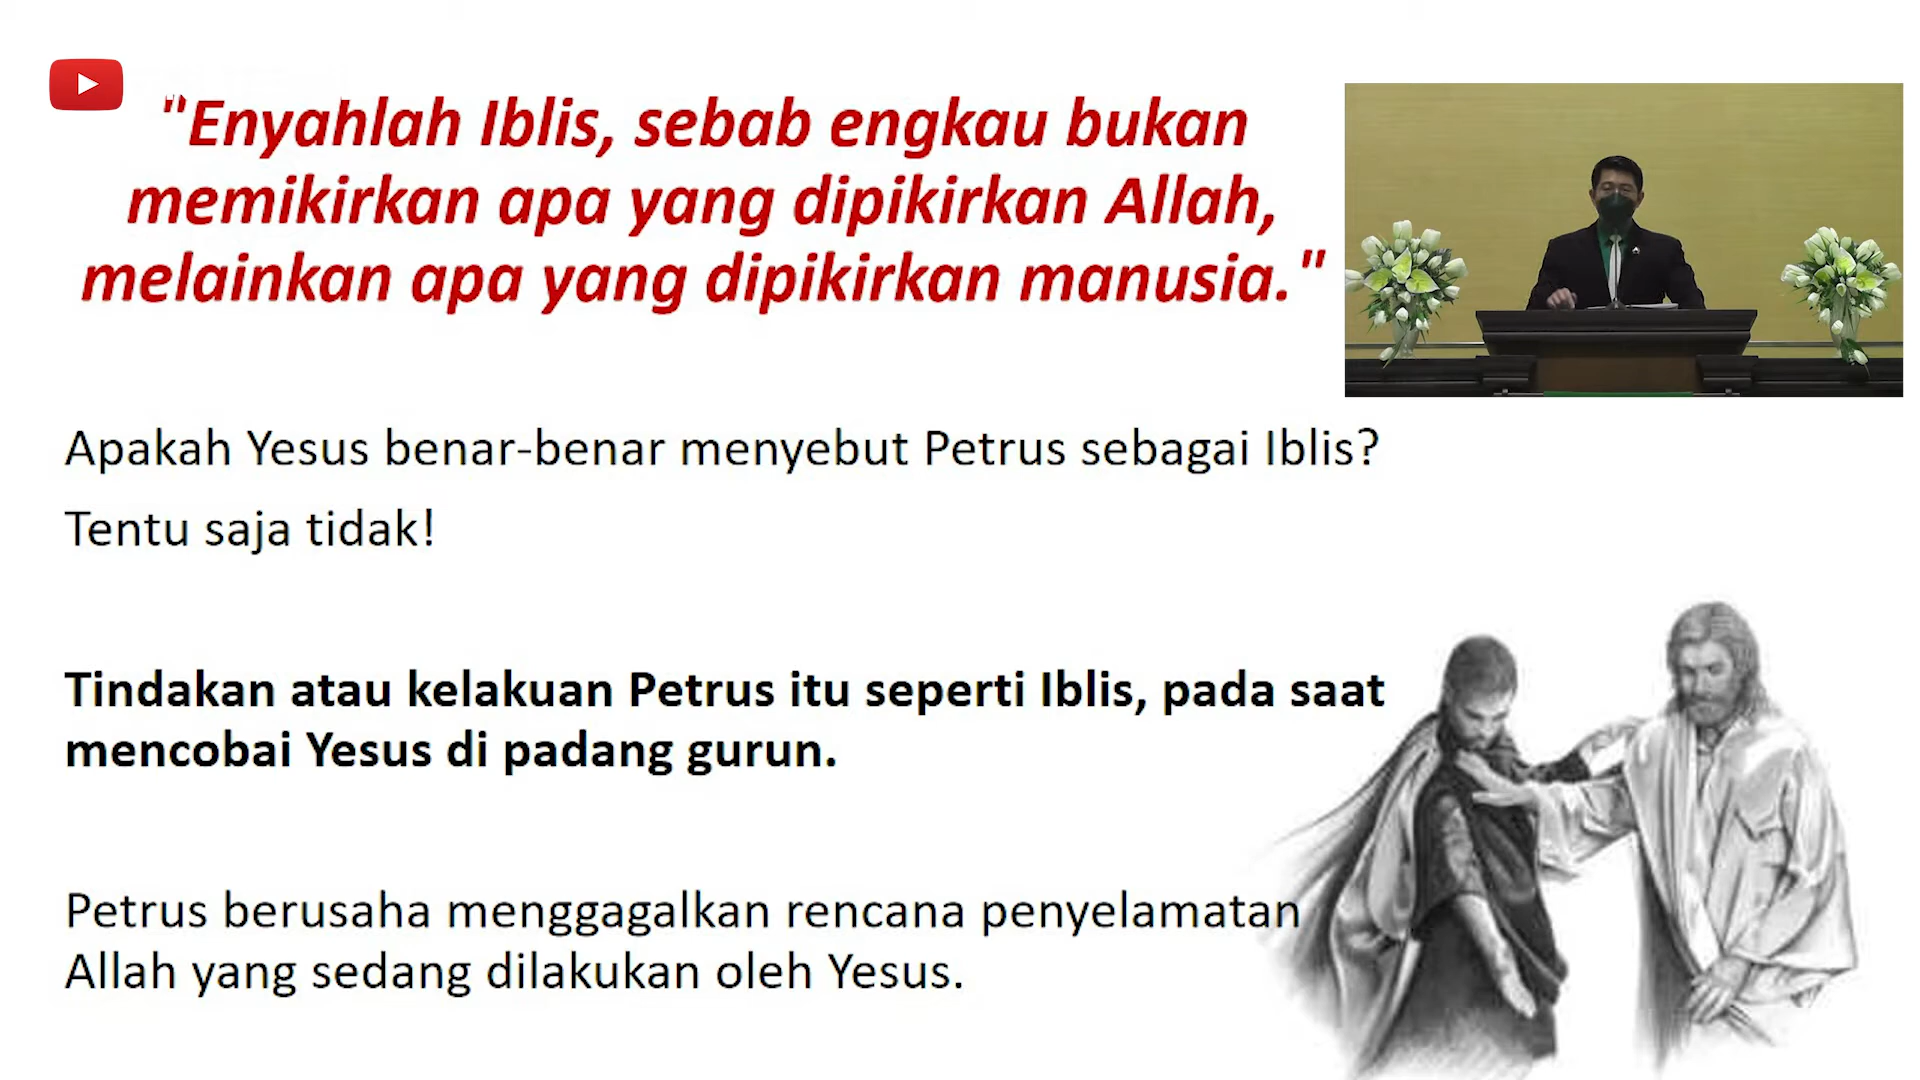 "Enyahlah Iblis, sebab engkau bukan
memikirkan apa yang dipikirkan Allah,
melainkan apa yang dipikirkan manusia."
Apakah Yesus benar-benar menyebut Petrus sebagai Iblis?
Tentu saja tidak!
Tindakan atau kelakuan Petrus itu seperti Iblis, pada saat
mencobai Yesus di padang gurun.
Petrus berusaha menggagalkan rencana penyelamatan
Allah yang sedang dilakukan oleh Yesus.